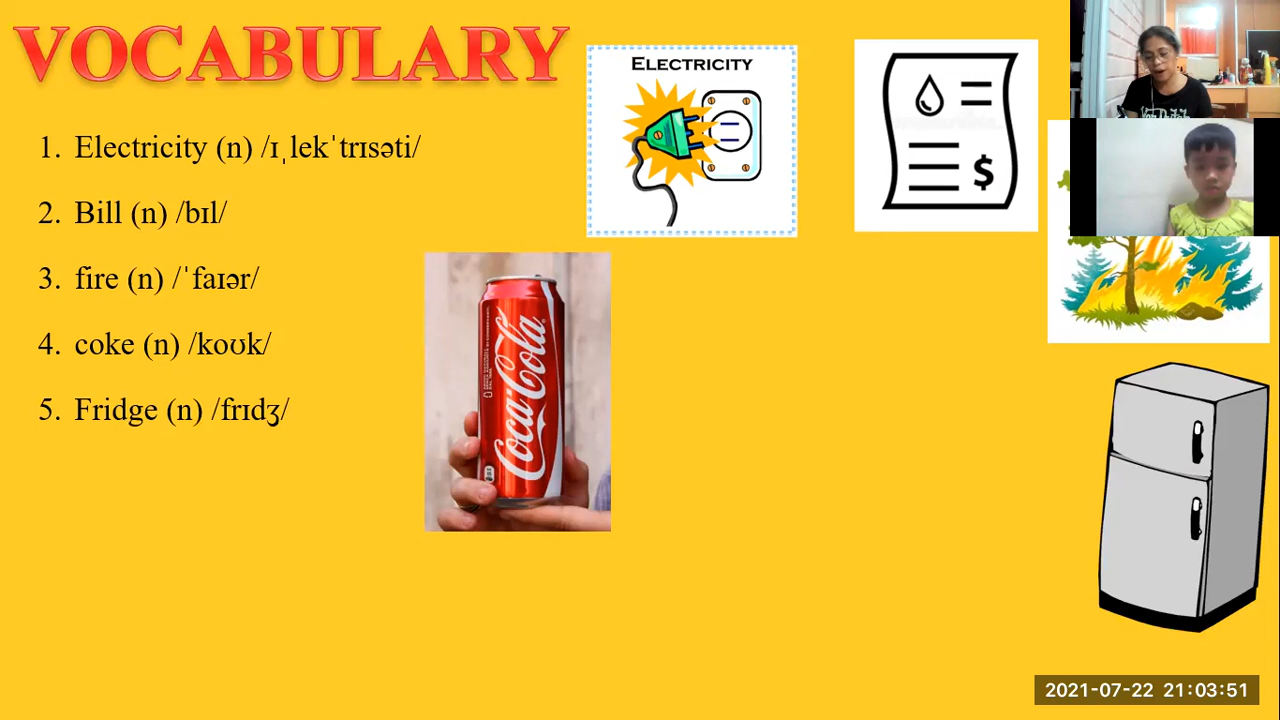 VOCABULARY
1. Electricity (n) /ɪˌlekˈtrɪsəti/
2. Bill (n) /bɪl/
3. fire (n) /ˈfaɪər/
4. coke (n) /koʊk/
5. Fridge (n) /frɪdʒ/
ELECTRICITY
$
Coca-Cola
2021-07-22 21:03:51